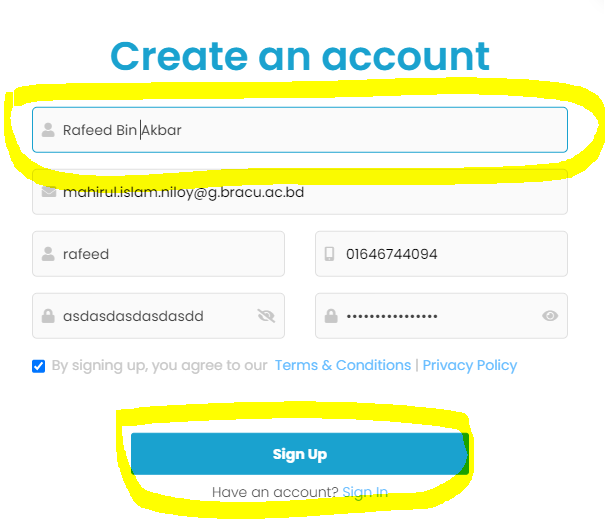 Create an account
Rafeed Bin Akbar
mahirul.islam.niloy@g.bracu.ac.bd
rafeed 01646744094
asdasdasdasdasdd ••••••••••••••••
By signing up, you agree to our Terms & Conditions | Privacy Policy
Sign Up
Have an account? Sign In